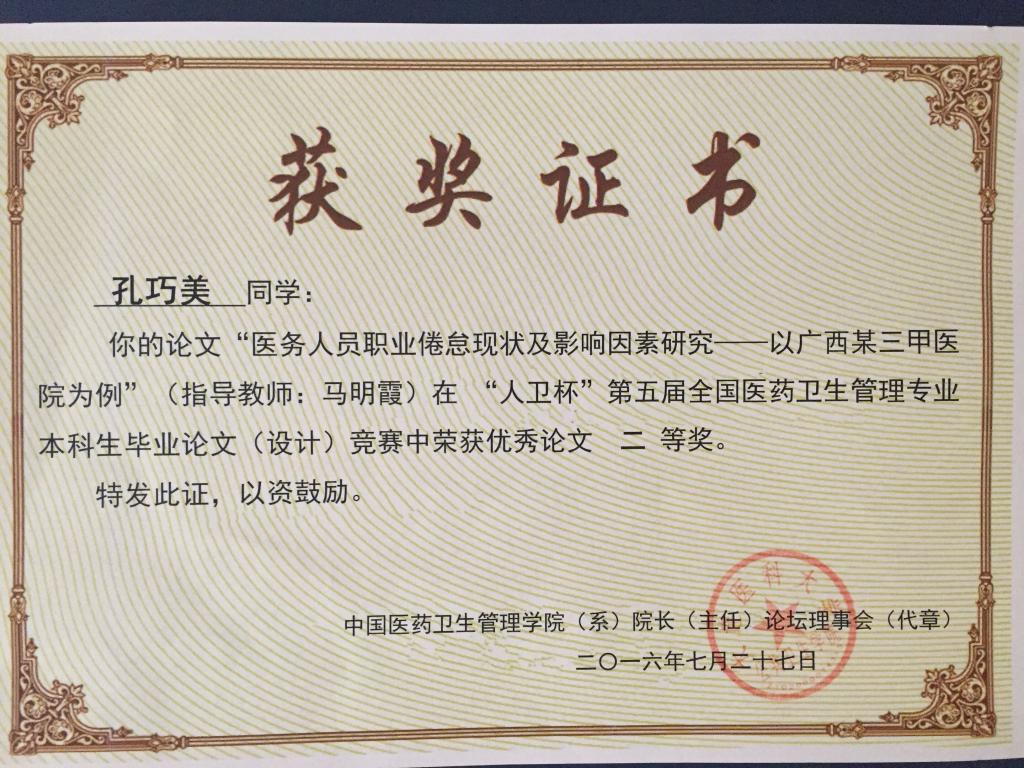 获奖证书
孔巧美 同学：
你的论文“医务人员职业倦怠现状及影响因素研究——以广西某三甲医
院为例”（指导教师：马明霞）在 “人卫杯”第五届全国医药卫生管理专业
本科生毕业论文（设计）竞赛中荣获优秀论文 二 等奖。
特发此证，以资鼓励。
中国医药卫生管理学院（系）院长（主任）论坛理事会（代章）
二〇一六年七月二十七日
医科大